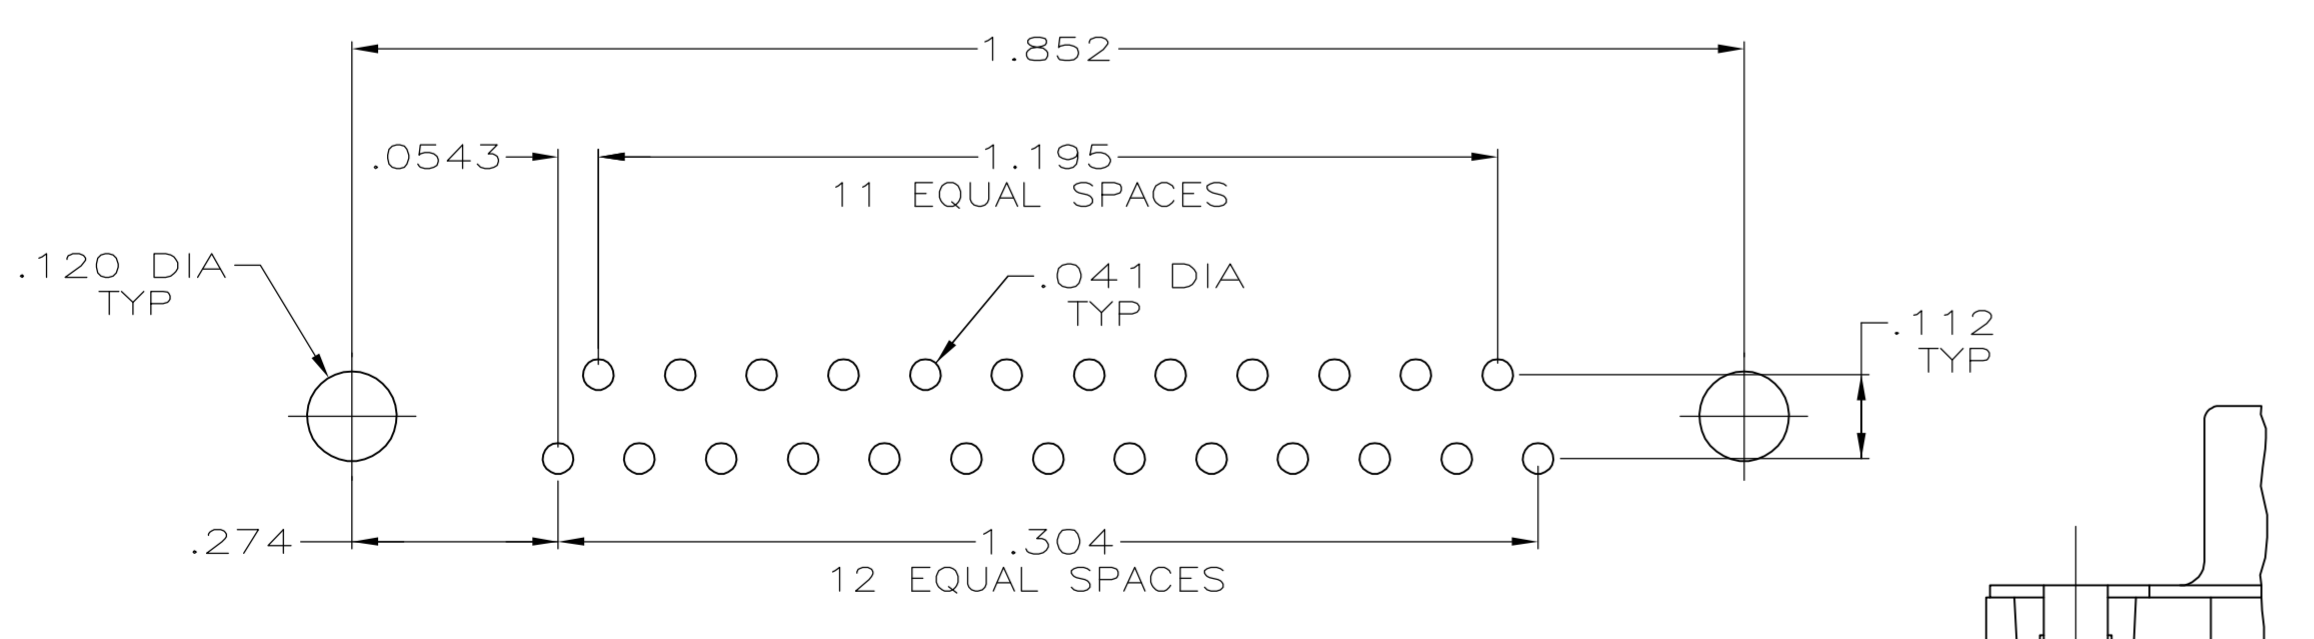 1.852
.0543
1.195
11 EQUAL SPACES
.120 DIA
TYP
.041 DIA
TYP
.112
TYP
.274
1.304
12 EQUAL SPACES